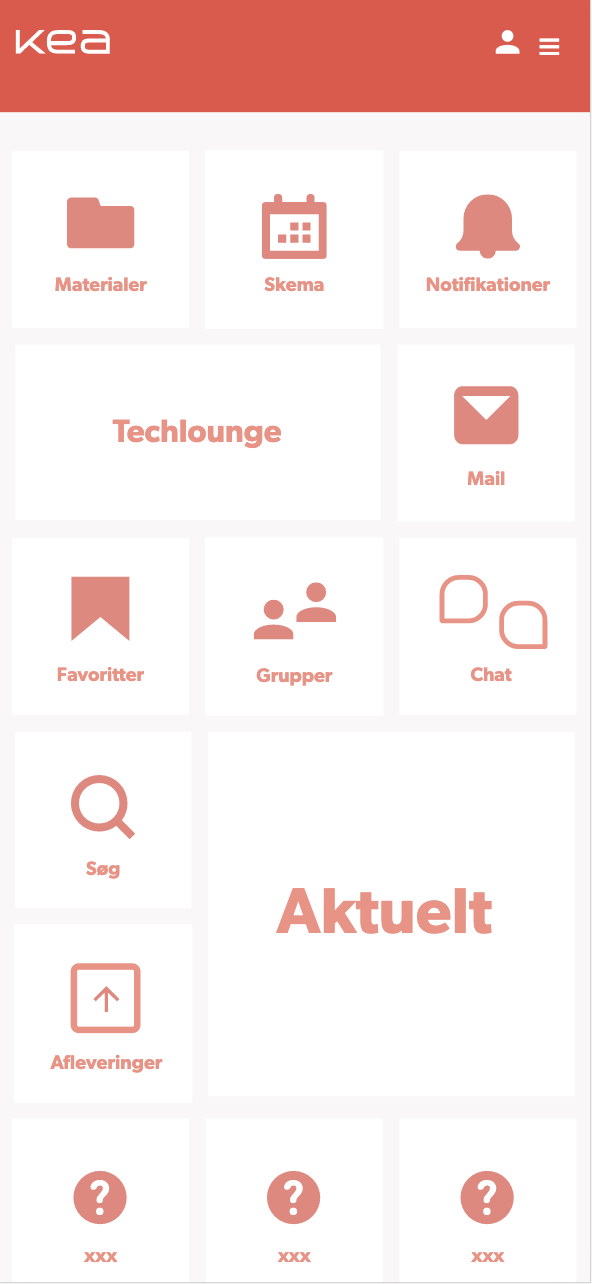 kea
Materialer
Skema
Notifikationer
Techlounge
Mail
Favoritter
Grupper
Chat
Søg
Aktuelt
Afleveringer
?
?
?
xxx
xxx
xxx